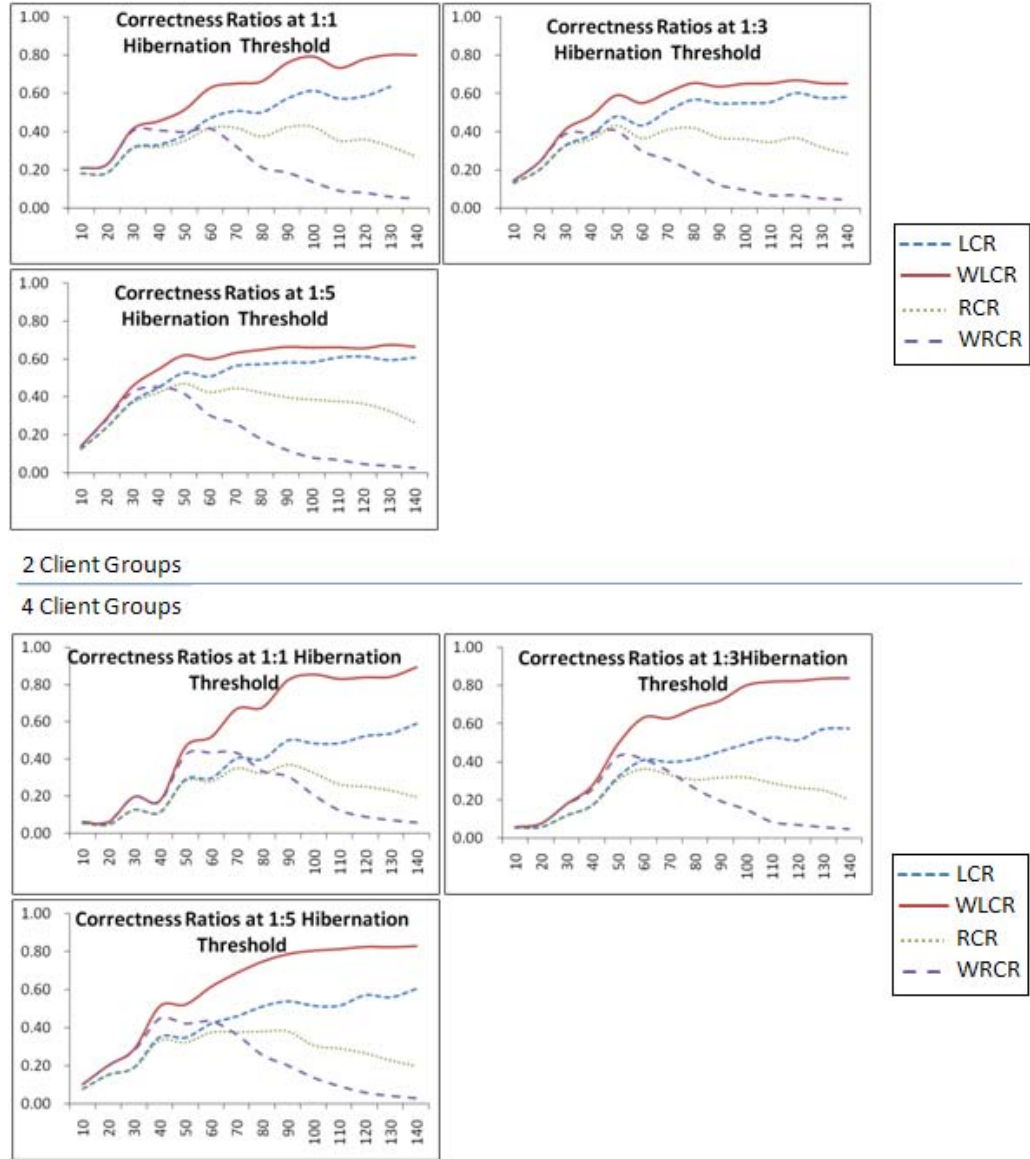 Correctness Ratios at 1:1
Hibernation Threshold
1.00
0.80
0.60
0.40
0.20
0.00
10 20 30 40 50 60 70 80 90 100 110 120 130 140
Correctness Ratios at 1:3
Hibernation Threshold
1.00
0.80
0.60
0.40
0.20
0.00
10 20 30 40 50 60 70 80 90 100 110 120 130 140
LCR
WLCR
RCR
WRCR
Correctness Ratios at 1:5
Hibernation Threshold
1.00
0.80
0.60
0.40
0.20
0.00
10 20 30 40 50 60 70 80 90 100 110 120 130 140
2 Client Groups
4 Client Groups
Correctness Ratios at 1:1 Hibernation
Threshold
1.00
0.80
0.60
0.40
0.20
0.00
10 20 30 40 50 60 70 80 90 100 110 120 130 140
Correctness Ratios at 1:3Hibernation
Threshold
1.00
0.80
0.60
0.40
0.20
0.00
10 20 30 40 50 60 70 80 90 100 110 120 130 140
LCR
WLCR
RCR
WRCR
Correctness Ratios at 1:5 Hibernation
Threshold
1.00
0.80
0.60
0.40
0.20
0.00
10 20 30 40 50 60 70 80 90 100 110 120 130 140